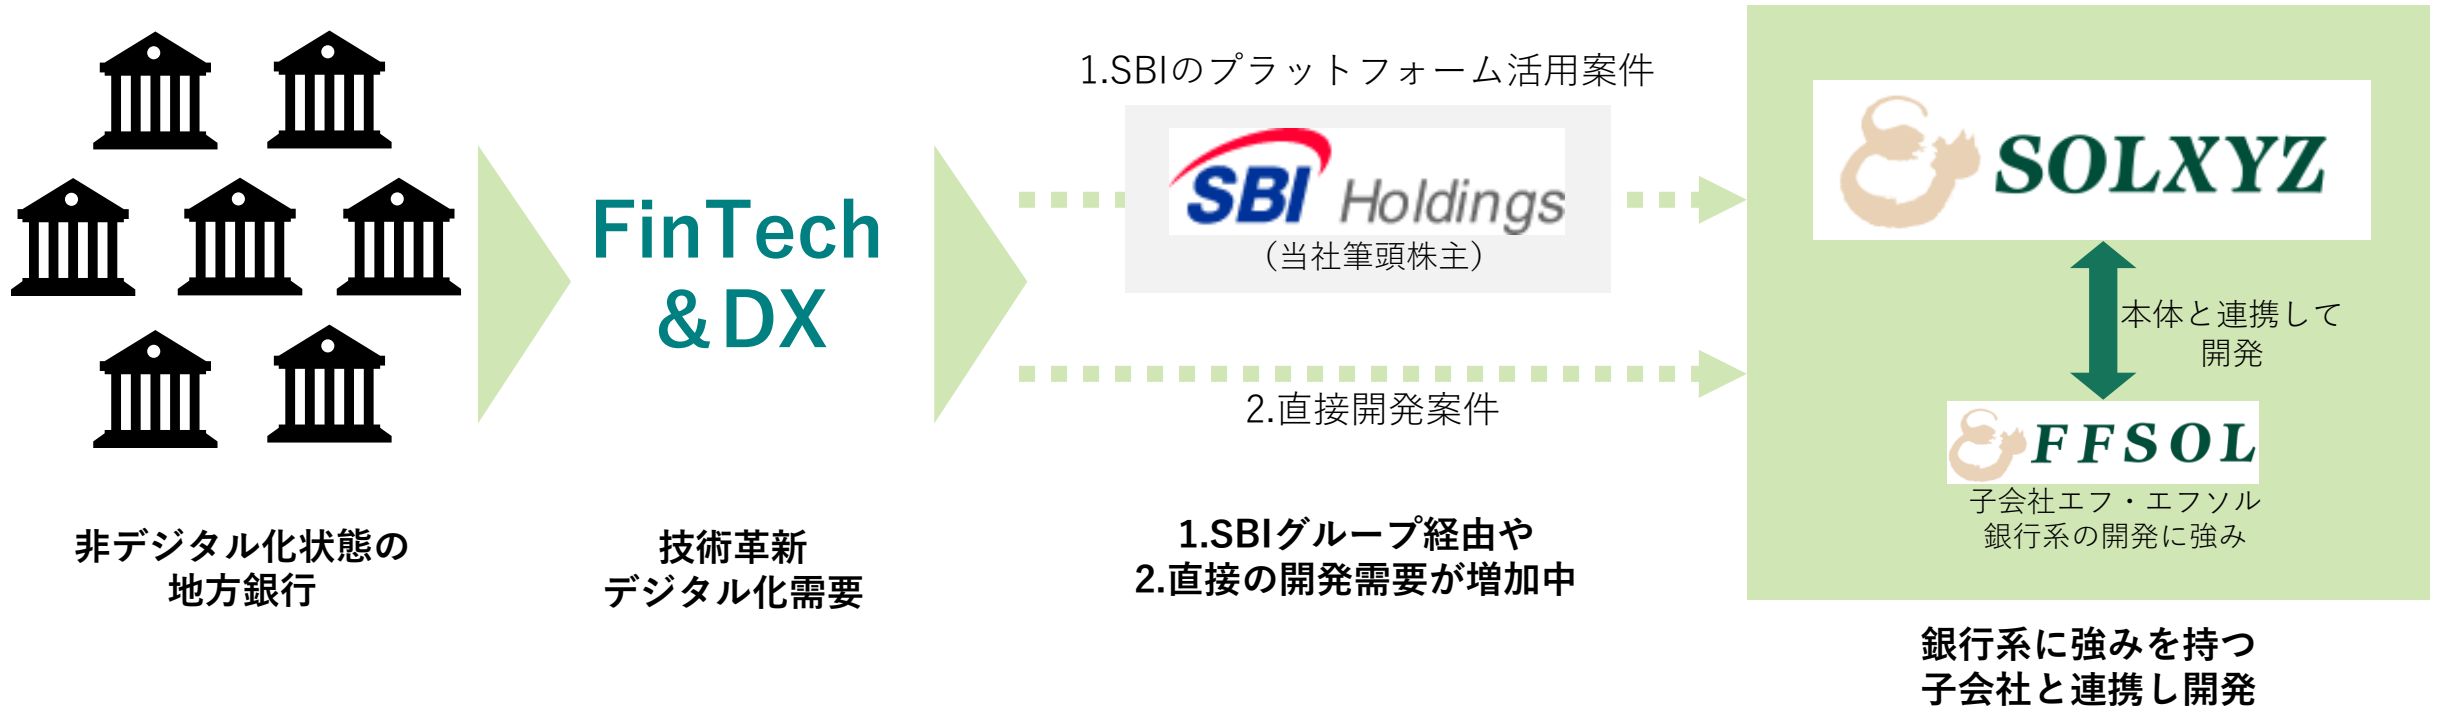 非デジタル化状態の
地方銀行
FinTech
＆DX
技術革新
デジタル化需要
1.SBIのプラットフォーム活用案件
SBI Holdings
（当社筆頭株主）
2.直接開発案件
1.SBIグループ経由や
2.直接の開発需要が増加中
SOLXYZ
本体と連携して
開発
FFSOL
子会社エフ・エフソル
銀行系の開発に強み
銀行系に強みを持つ
子会社と連携し開発